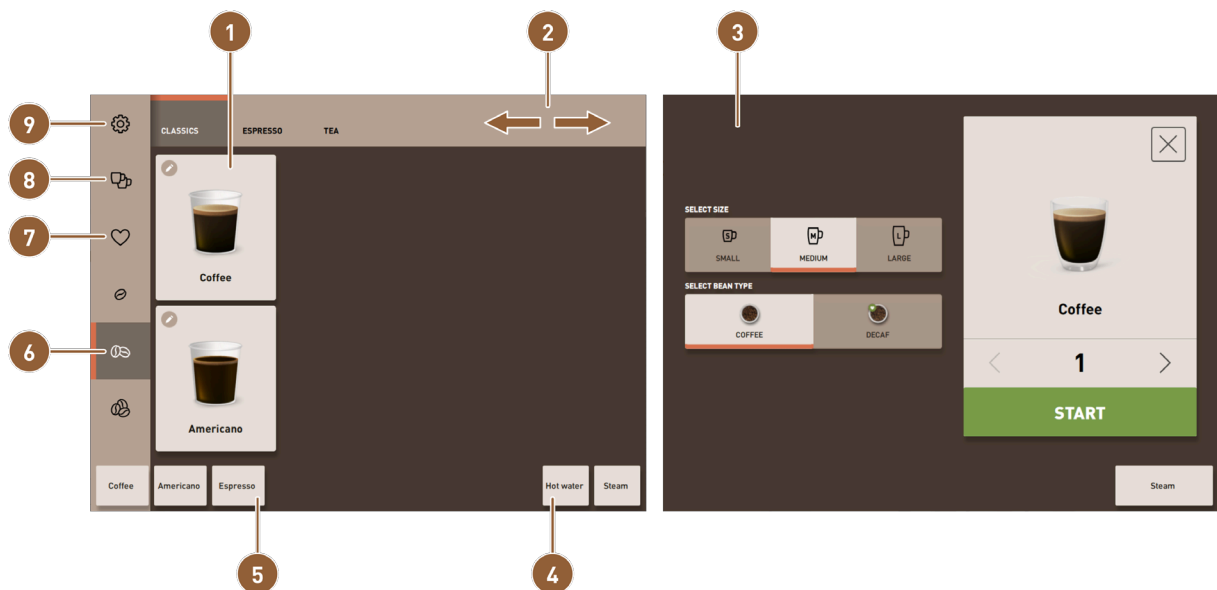 1
2
3
9
CLASSICS
ESPRESSO
TEA
8
7
Coffee
6
Americano
Coffee
Americano
Espresso
Hot water
Steam
5
4
SELECT SIZE
S
M
L
SMALL
MEDIUM
LARGE
SELECT BEAN TYPE
COFFEE
DECAF
Coffee
1
START
Steam